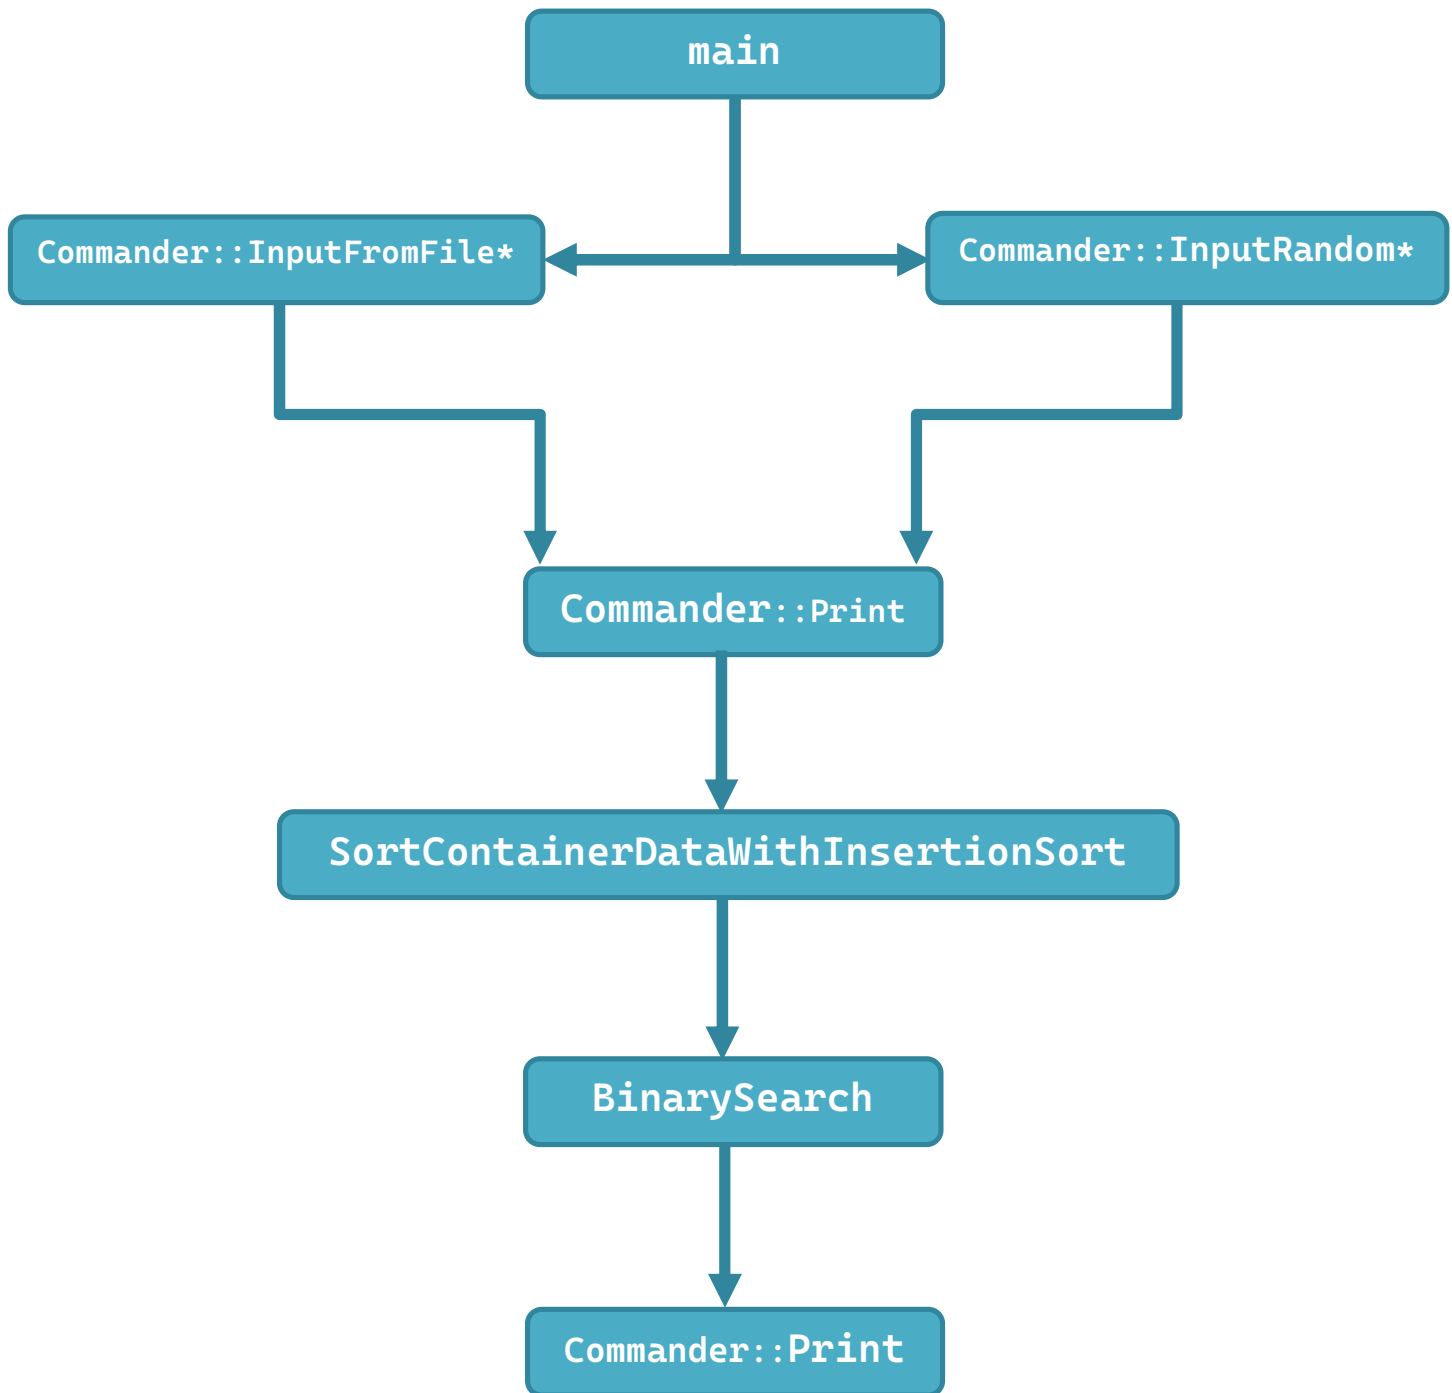 main
Commander::InputFromFile*
Commander::InputRandom*
Commander::Print
SortContainerDataWithInsertionSort
BinarySearch
Commander::Print